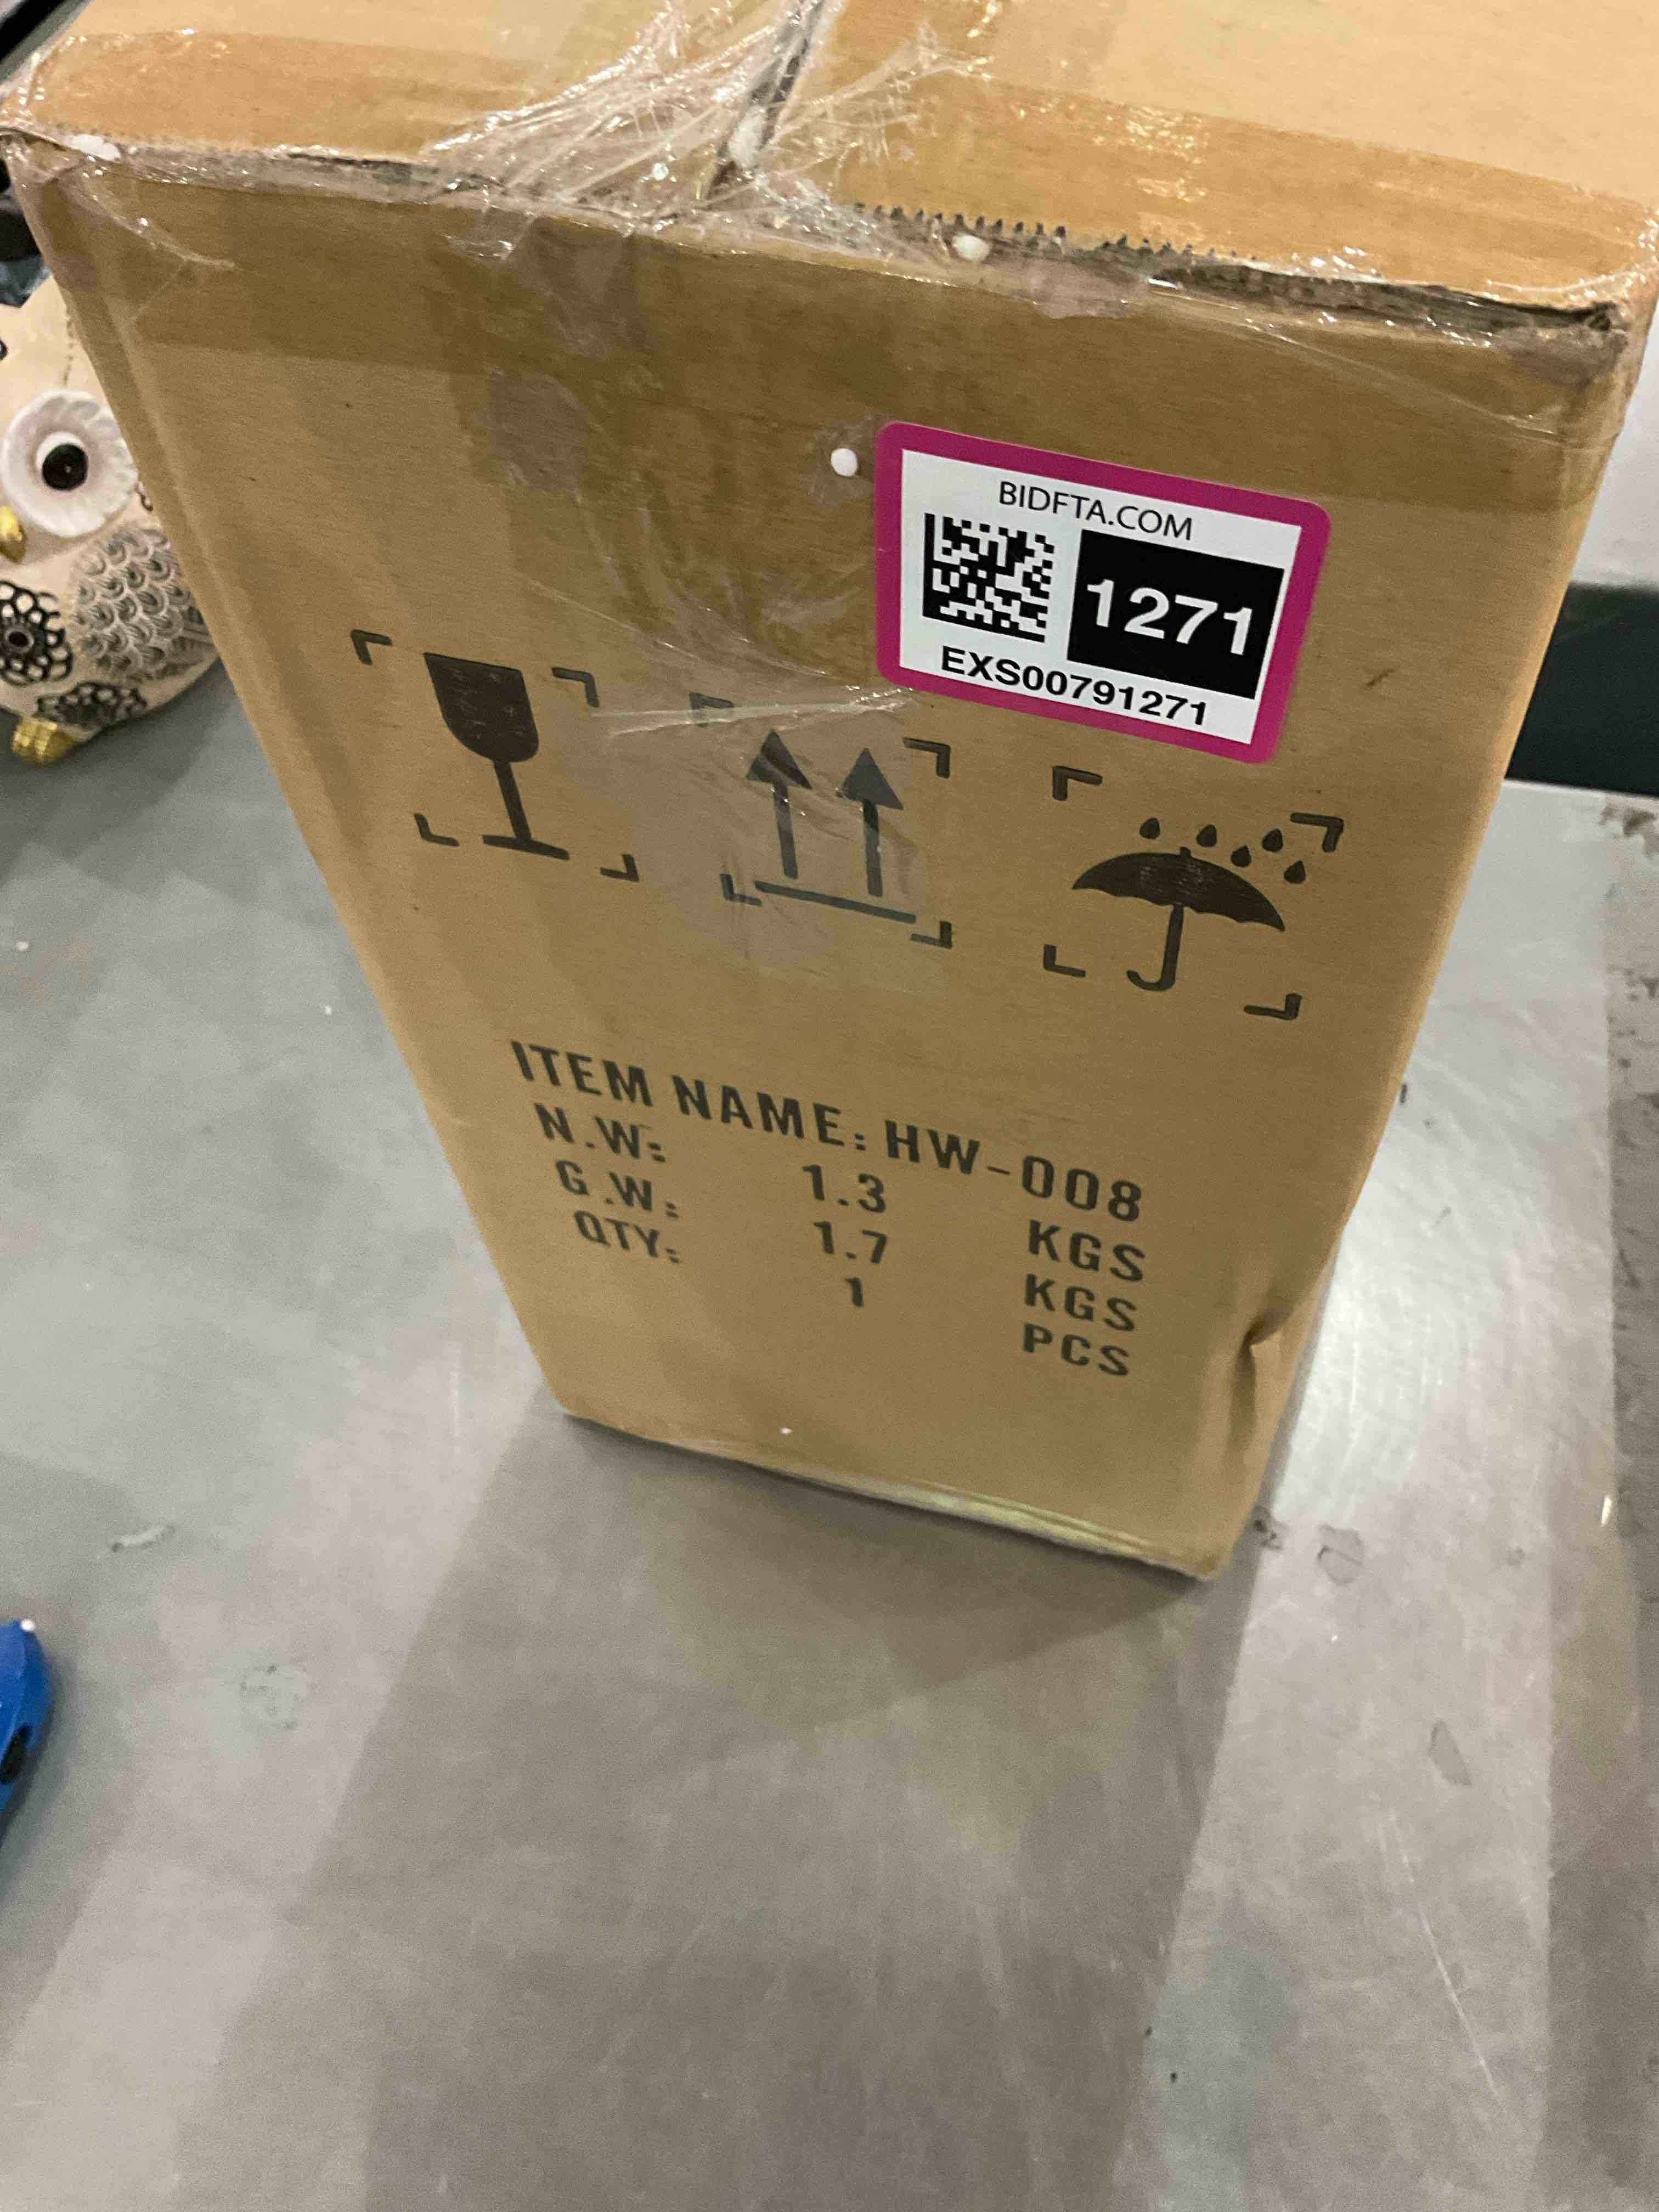 BIDFTA.COM
1271
EXS00791271
ITEM NAME: HW-008
N.W: 1.3 KGS
G.W: 1.7 KGS
QTY: 1 PCS